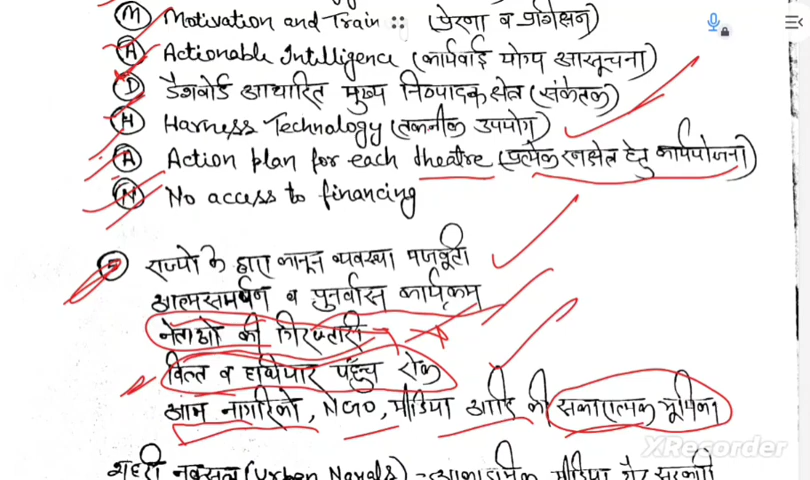 Ⓜ Motivation and Train (प्रेरणा व प्रशिक्षण)
Ⓐ Actionable Intelligence (कार्यवाई योग्य आसूचना)
Ⓓ डैशबोर्ड आधारित मुख्य निष्पादक क्षेत्र (संकेतक)
Ⓗ Harness Technology (तकनीक उपयोग)
Ⓐ Action plan for each theatre (प्रत्येक रणक्षेत्र हेतु कार्ययोजना)
Ⓝ No access to financing
राज्यों के द्वारा कानून व्यवस्था मजबूती
आत्मसमर्पण व पुनर्वास कार्यक्रम
नेताओं की गिरफ्तारी
वित्त व हथियार पहुँच रोक
आम नागरिकों, NGO, मीडिया आदि की सकारात्मक भूमिका
XRecorder
शहरी नक्सल (Urban Naxals) -